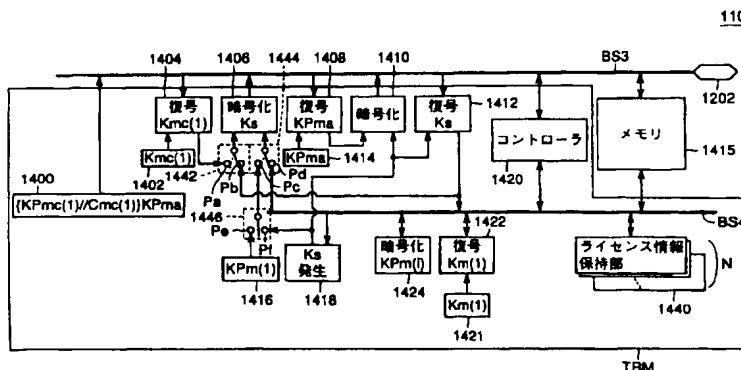 110
1404
1406
1444
1408
1410
BS3
1202
復号
Kmc(1)
暗号化
Ks
復号
KPma
暗号化
復号
Ks
1412
コントローラ
1420
メモリ
1415
Kmc(1)
1402
KPma
1414
1400
1442
{KPmc(1)//Cmc(1)}KPma
Pa
Pb
Pc
Pd
1446
Pe
Pf
1422
BS4
KPm(1)
1416
Ks
発生
1418
暗号化
KPm(i)
1424
復号
Km(1)
Km(1)
1421
ライセンス情報
保持部
N
1440
TRM